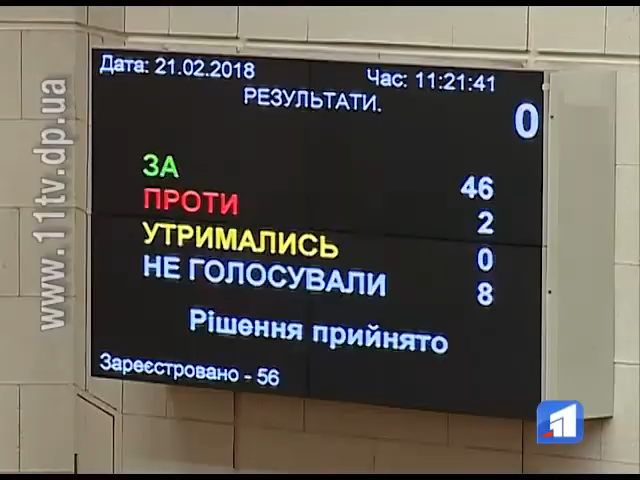 Дата: 21.02.2018 Час: 11:21:41
РЕЗУЛЬТАТИ.
0
ЗА 46
ПРОТИ 2
УТРИМАЛИСЬ 0
НЕ ГОЛОСУВАЛИ 8
Рішення прийнято
Зареєстровано - 56
www.11tv.dp.ua
11